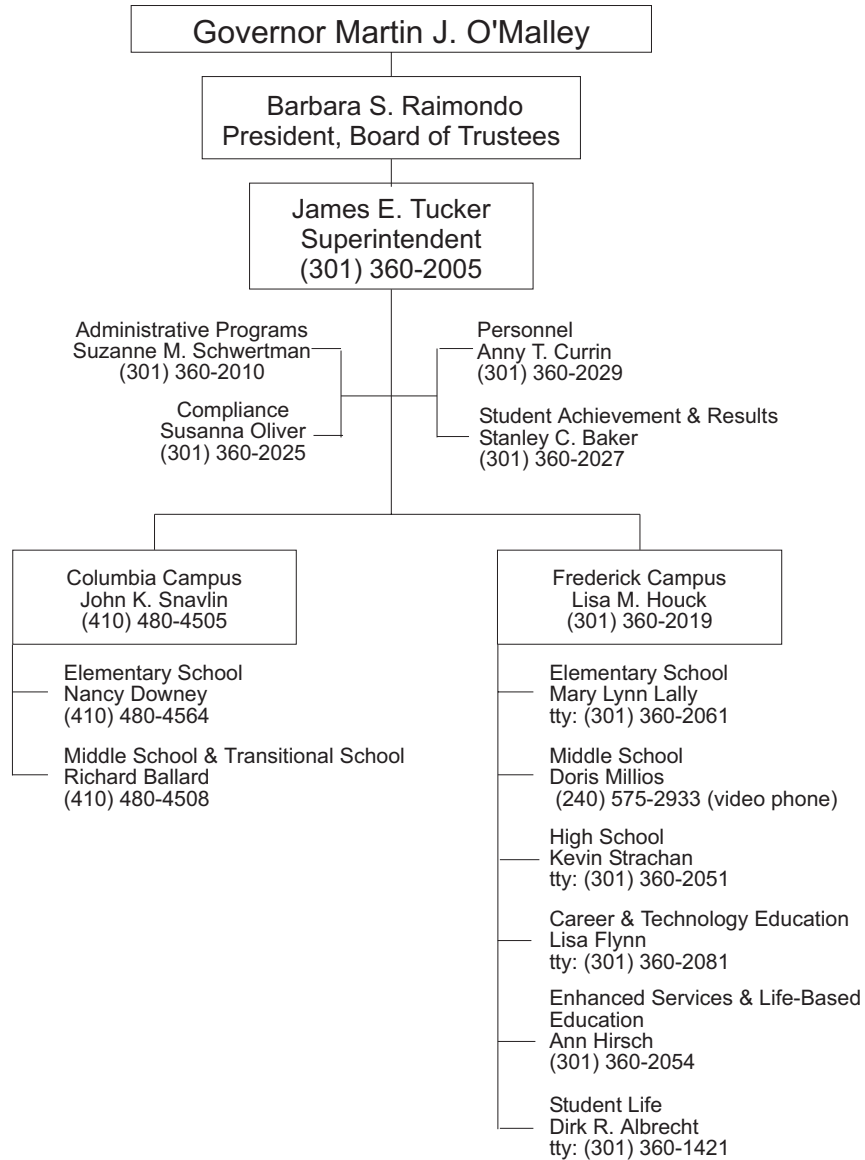 Governor Martin J. O'Malley
Barbara S. Raimondo
President, Board of Trustees
James E. Tucker
Superintendent
(301) 360-2005
Administrative Programs
Suzanne M. Schwertman
(301) 360-2010
Compliance
Susanna Oliver
(301) 360-2025
Personnel
Anny T. Currin
(301) 360-2029
Student Achievement & Results
Stanley C. Baker
(301) 360-2027
Columbia Campus
John K. Snavlin
(410) 480-4505
Elementary School
Nancy Downey
(410) 480-4564
Middle School & Transitional School
Richard Ballard
(410) 480-4508
Frederick Campus
Lisa M. Houck
(301) 360-2019
Elementary School
Mary Lynn Lally
tty: (301) 360-2061
Middle School
Doris Millios
(240) 575-2933 (video phone)
High School
Kevin Strachan
tty: (301) 360-2051
Career & Technology Education
Lisa Flynn
tty: (301) 360-2081
Enhanced Services & Life-Based
Education
Ann Hirsch
(301) 360-2054
Student Life
Dirk R. Albrecht
tty: (301) 360-1421